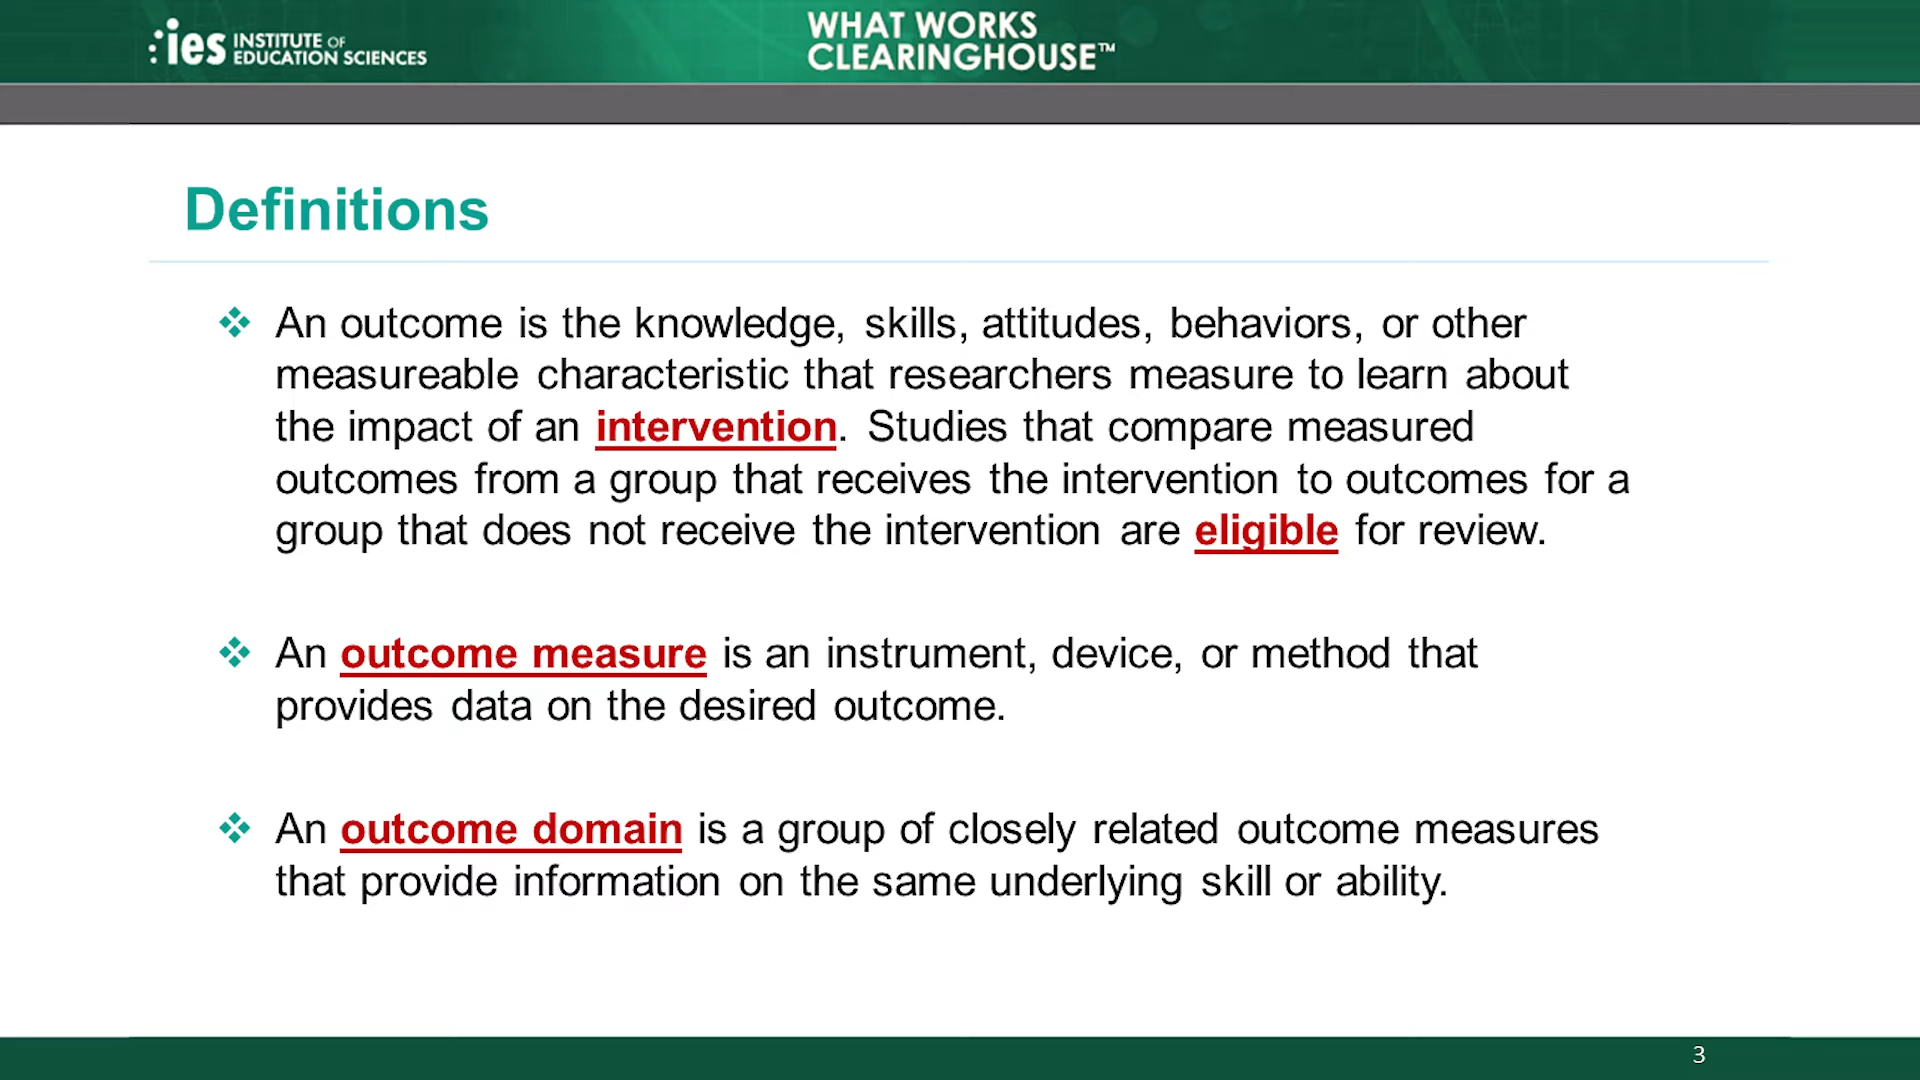 ies INSTITUTE OF
EDUCATION SCIENCES
WHAT WORKS
CLEARINGHOUSE™
Definitions
❖ An outcome is the knowledge, skills, attitudes, behaviors, or other
measureable characteristic that researchers measure to learn about
the impact of an intervention. Studies that compare measured
outcomes from a group that receives the intervention to outcomes for a
group that does not receive the intervention are eligible for review.
❖ An outcome measure is an instrument, device, or method that
provides data on the desired outcome.
❖ An outcome domain is a group of closely related outcome measures
that provide information on the same underlying skill or ability.
3